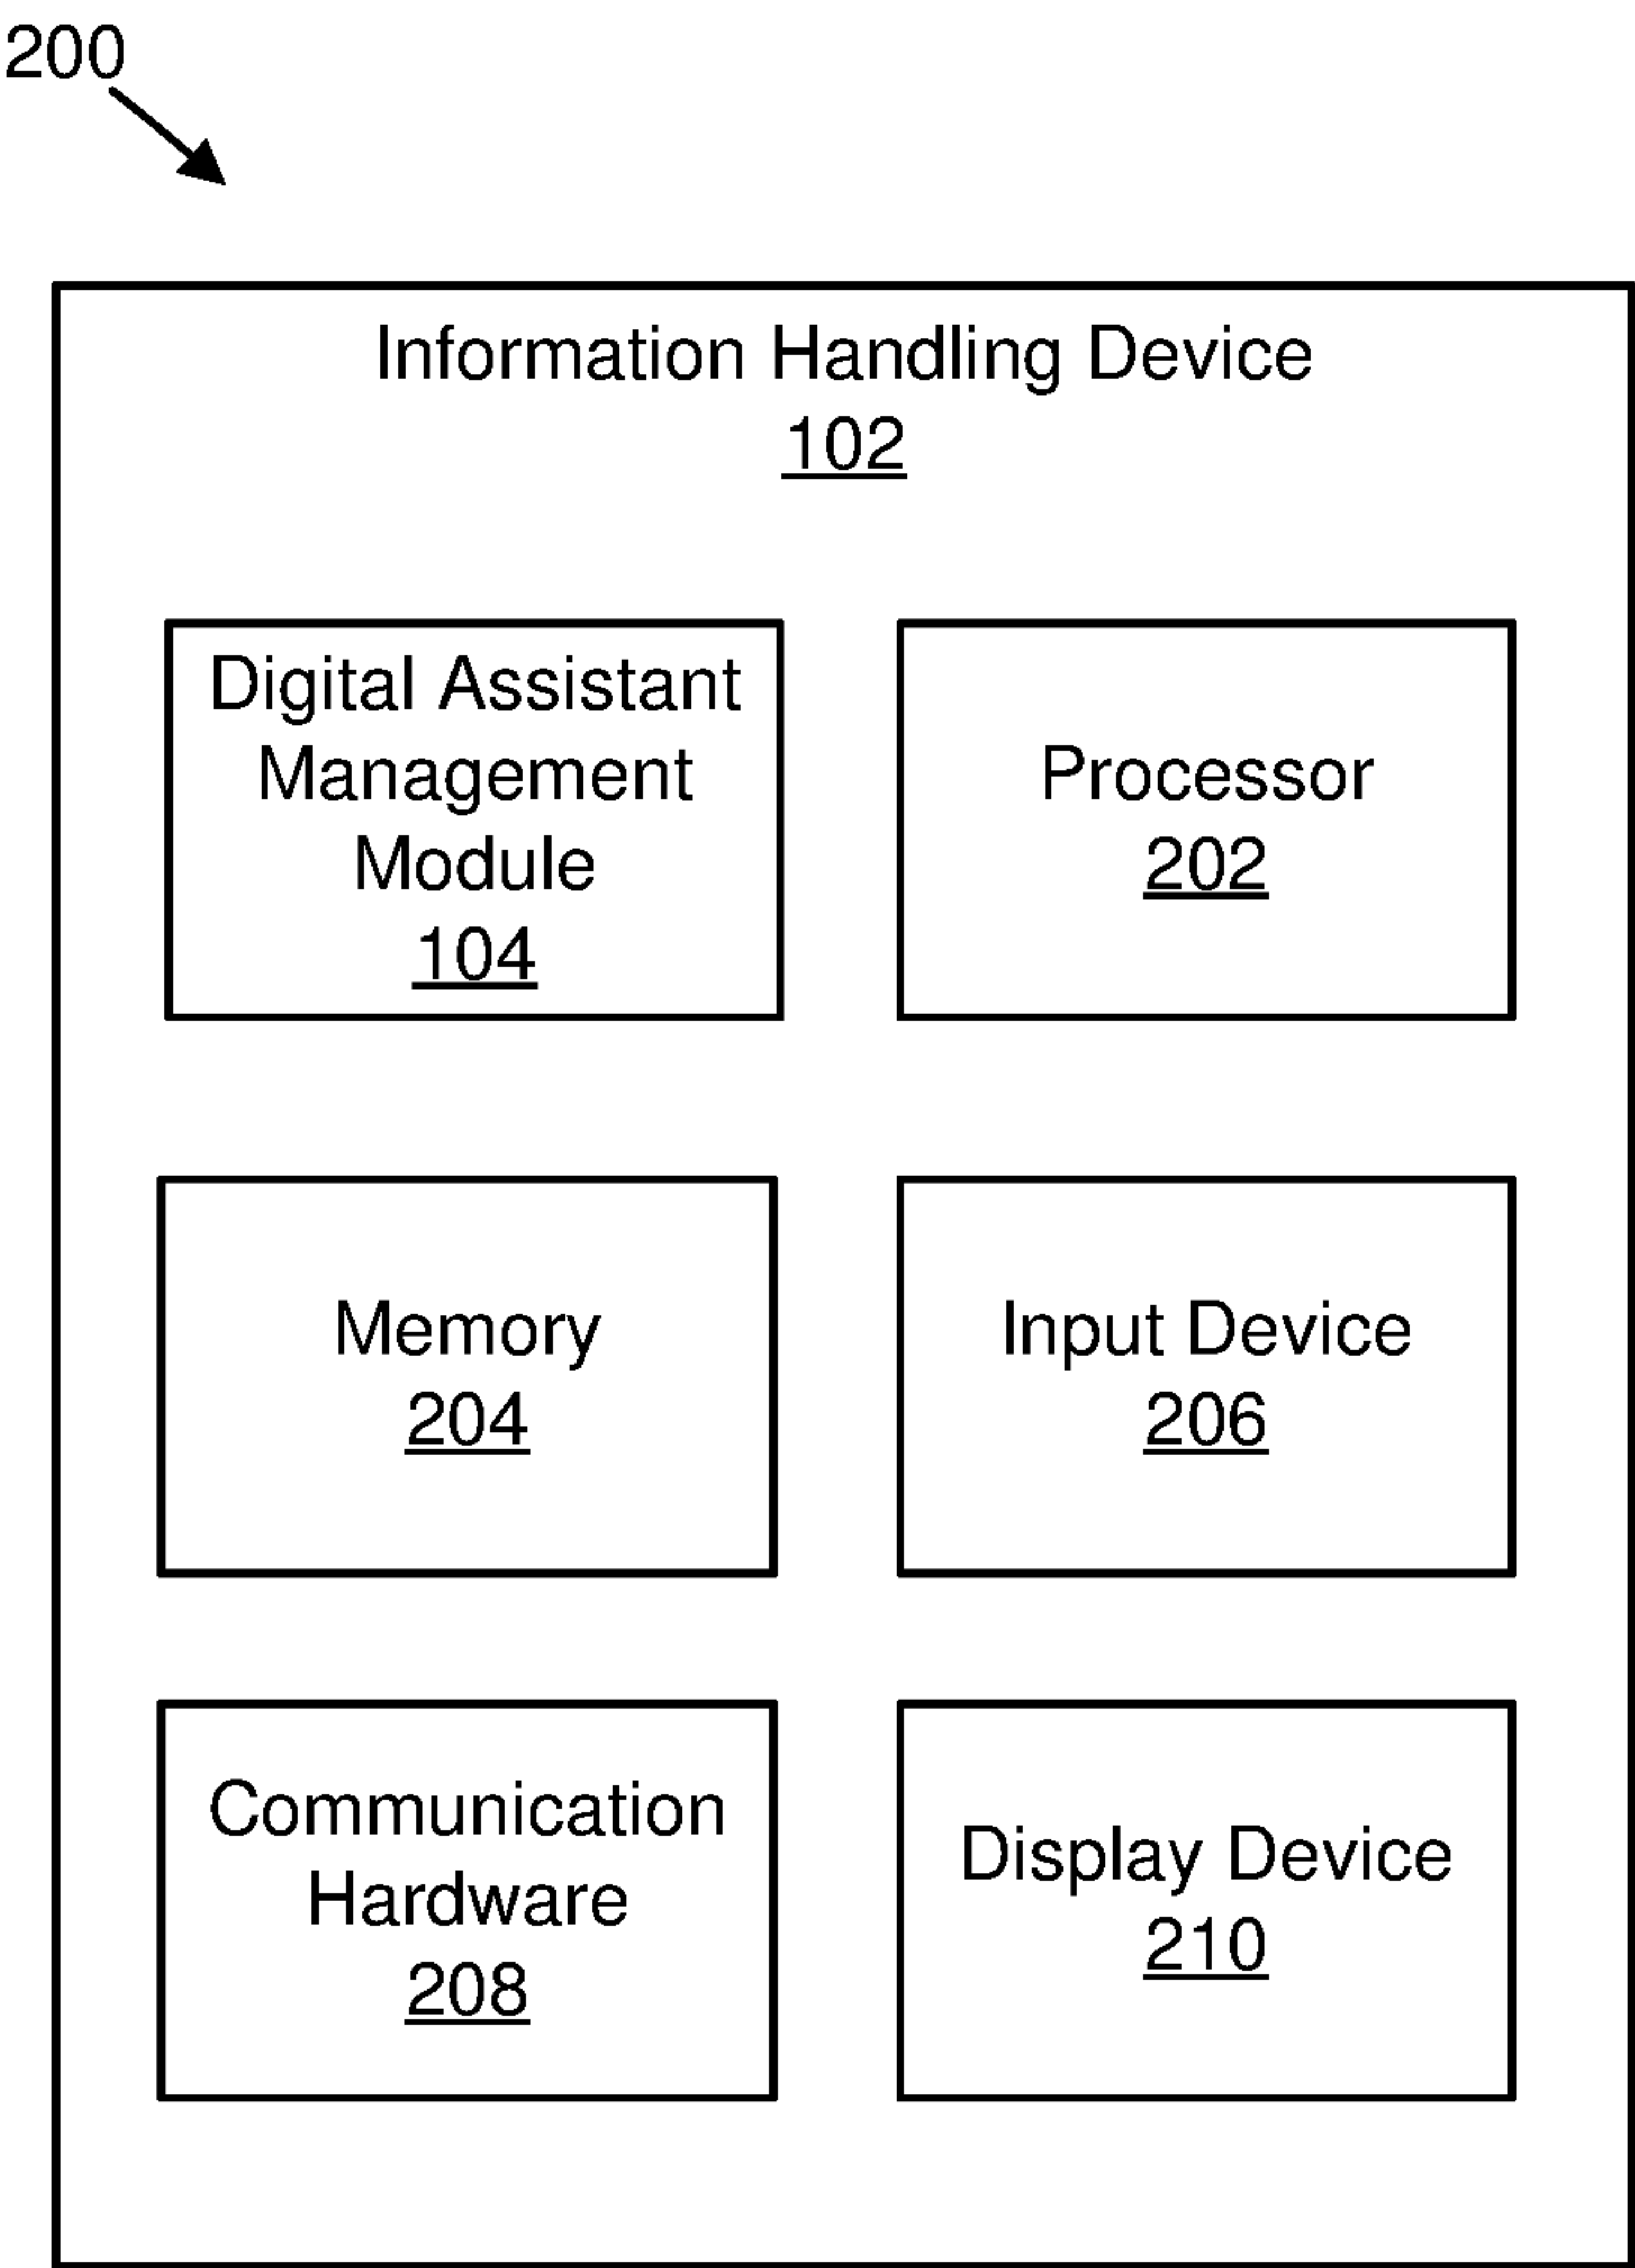 200
Information Handling Device
102
Digital Assistant
Management
Module
104
Processor
202
Memory
204
Input Device
206
Communication
Hardware
208
Display Device
210